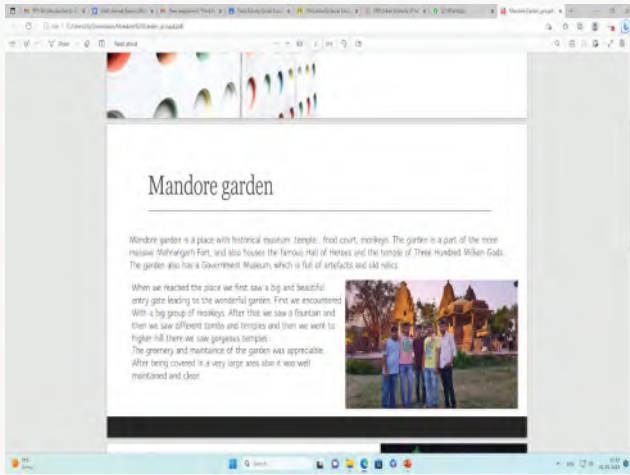 Mandore garden
Mandore garden is a place with historical museum temple , food court, monkeys. The garden is a part of the more
massive Mehrangarh Fort, and also houses the famous Hall of Heroes and the temple of Three Hundred Million Gods.
The garden also has a Government Museum, which is full of artefacts and old relics.
When we reached the place we first saw a big and beautiful
entry gate leading to the wonderful garden. First we encountered
With a big group of monkeys. After that we saw a fountain and
then we saw different tombs and temples and then we went to
higher hill there we saw gorgeous temples
The greenery and maintance of the garden was appreciable.
After being covered in a very large area also it was well
maintained and clean
Search